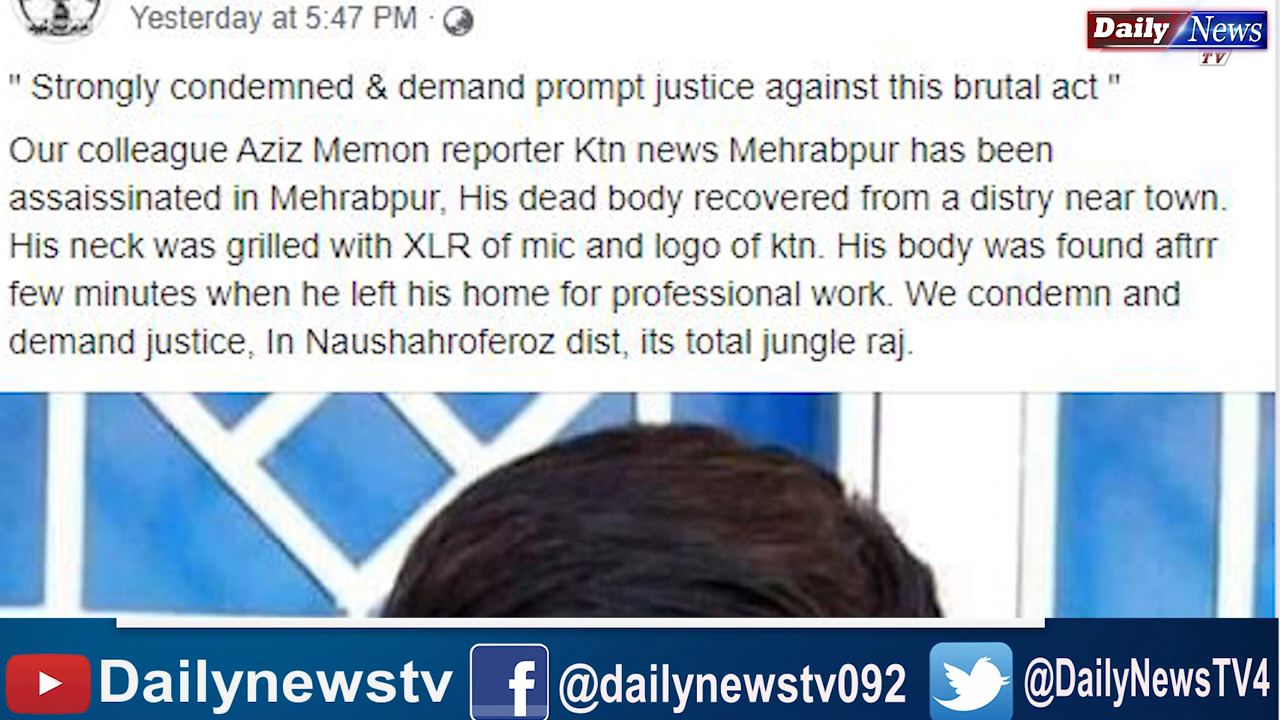 Yesterday at 5:47 PM ·
Daily News
TV
" Strongly condemned & demand prompt justice against this brutal act "
Our colleague Aziz Memon reporter Ktn news Mehrabpur has been
assaissinated in Mehrabpur, His dead body recovered from a distry near town.
His neck was grilled with XLR of mic and logo of ktn. His body was found aftrr
few minutes when he left his home for professional work. We condemn and
demand justice, In Naushahroferoz dist, its total jungle raj.
Dailynewstv
@dailynewstv092
@DailyNewsTV4